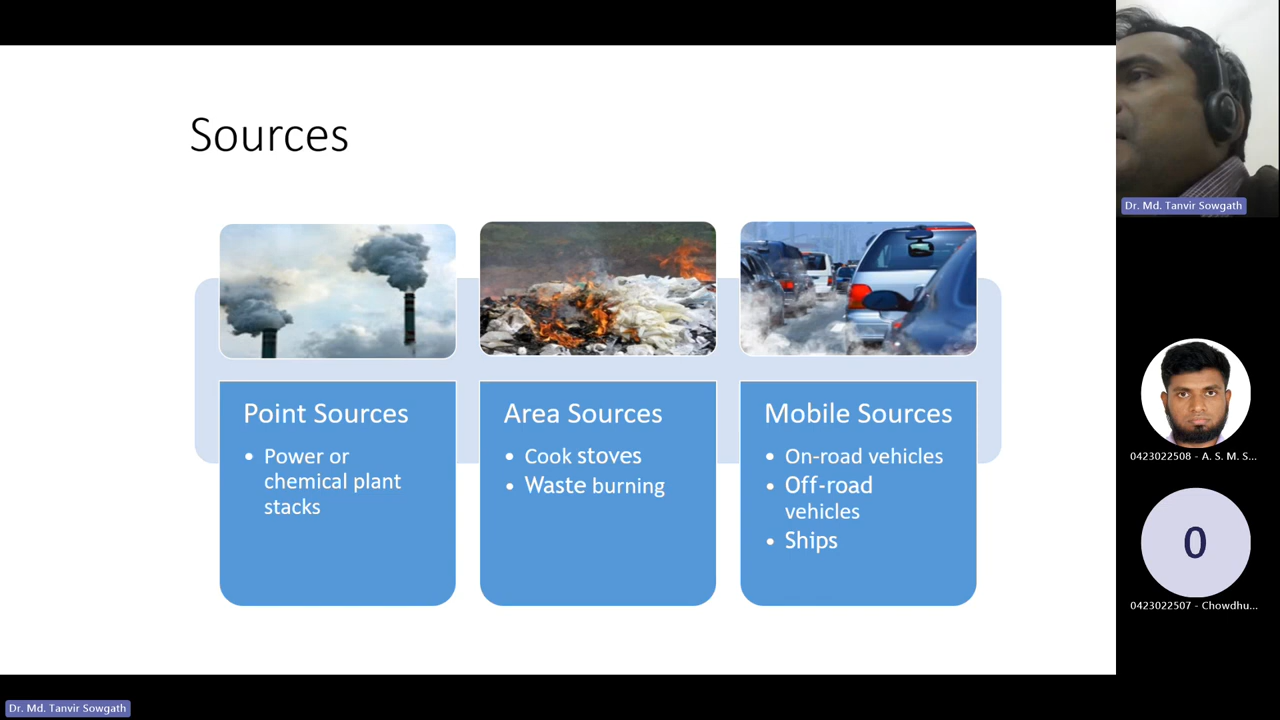 Sources
Point Sources
• Power or
chemical plant
stacks
Area Sources
• Cook stoves
• Waste burning
Mobile Sources
• On-road vehicles
• Off-road
vehicles
• Ships
Dr. Md. Tanvir Sowgath
0423022508 - A. S. M. S...
0
0423022507 - Chowdhu...
Dr. Md. Tanvir Sowgath